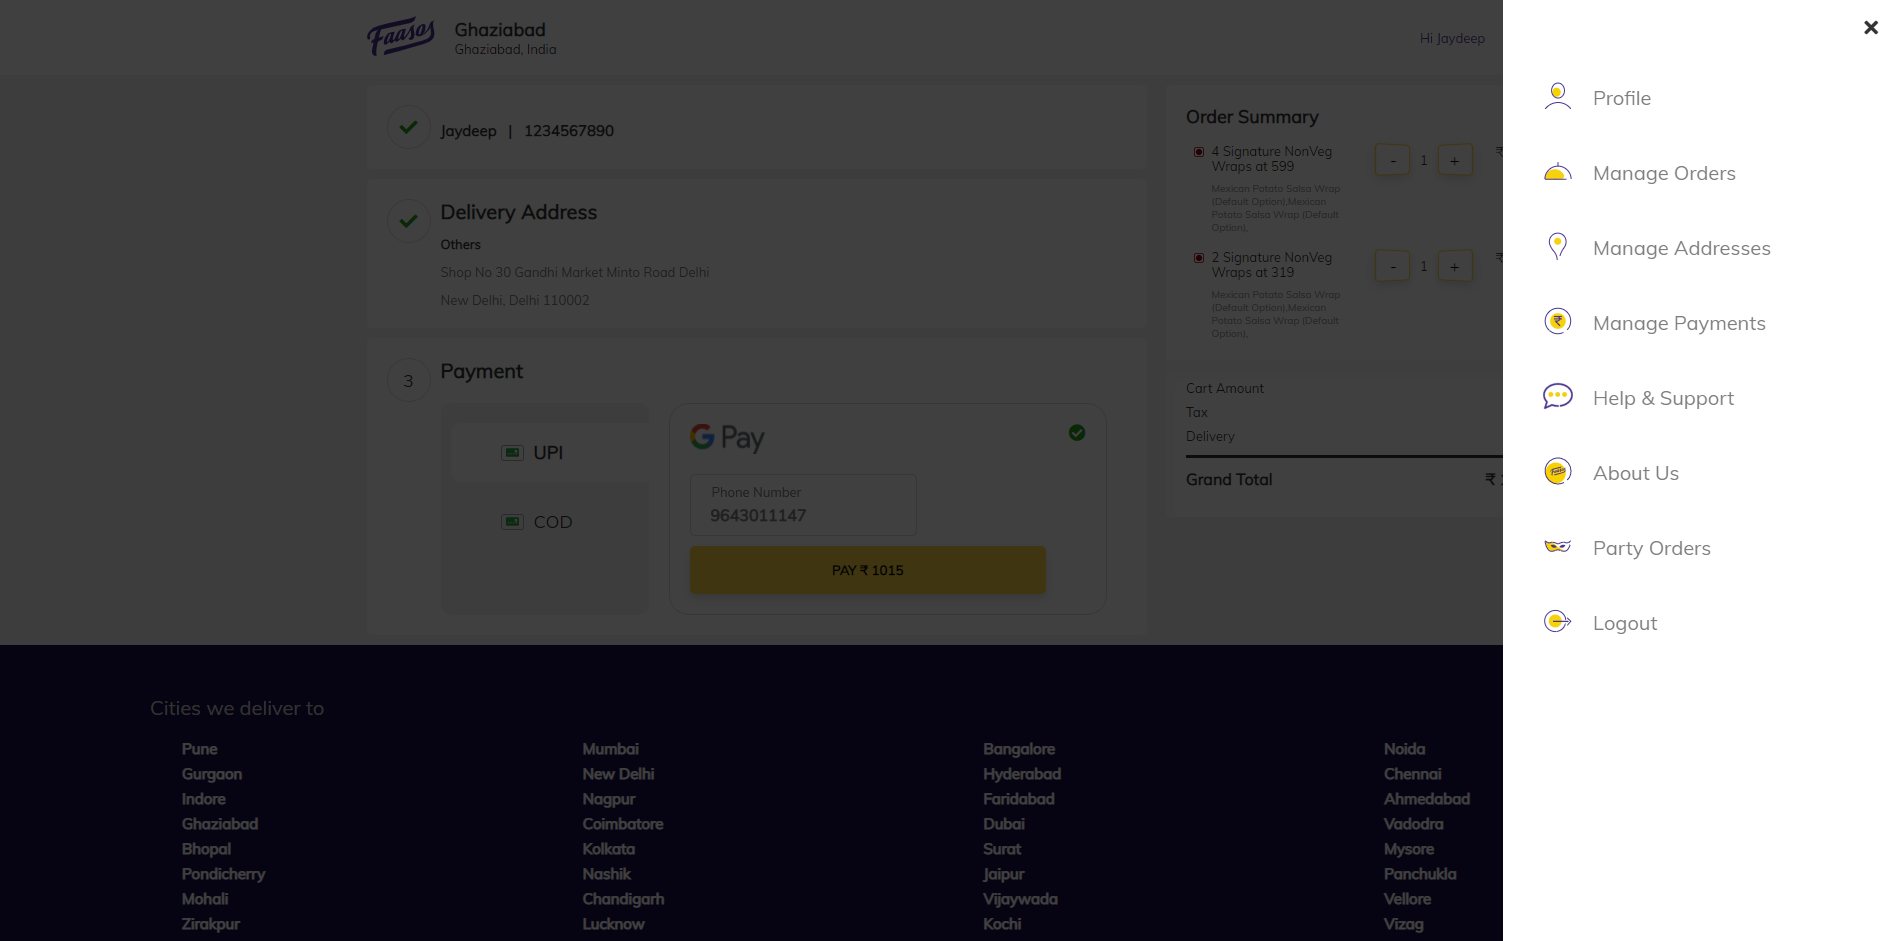 Faasos
Ghaziabad
Ghaziabad, India
Hi Jaydeep
Jaydeep | 1234567890
Delivery Address
Others
Shop No 30 Gandhi Market Minto Road Delhi
New Delhi, Delhi 110002
3
Payment
UPI
COD
G Pay
Phone Number
9643011147
PAY ₹ 1015
Order Summary
4 Signature NonVeg
Wraps at 599
- 1 + ₹
Mexican Potato Salsa Wrap
(Default Option),Mexican
Potato Salsa Wrap (Default
Option),
2 Signature NonVeg
Wraps at 319
- 1 + ₹
Mexican Potato Salsa Wrap
(Default Option),Mexican
Potato Salsa Wrap (Default
Option),
Cart Amount
Tax
Delivery
Grand Total ₹
Profile
Manage Orders
Manage Addresses
Manage Payments
Help & Support
About Us
Party Orders
Logout
Cities we deliver to
Pune
Gurgaon
Indore
Ghaziabad
Bhopal
Pondicherry
Mohali
Zirakpur
Mumbai
New Delhi
Nagpur
Coimbatore
Kolkata
Nashik
Chandigarh
Lucknow
Bangalore
Hyderabad
Faridabad
Dubai
Surat
Jaipur
Vijaywada
Kochi
Noida
Chennai
Ahmedabad
Vadodra
Mysore
Panchukla
Vellore
Vizag